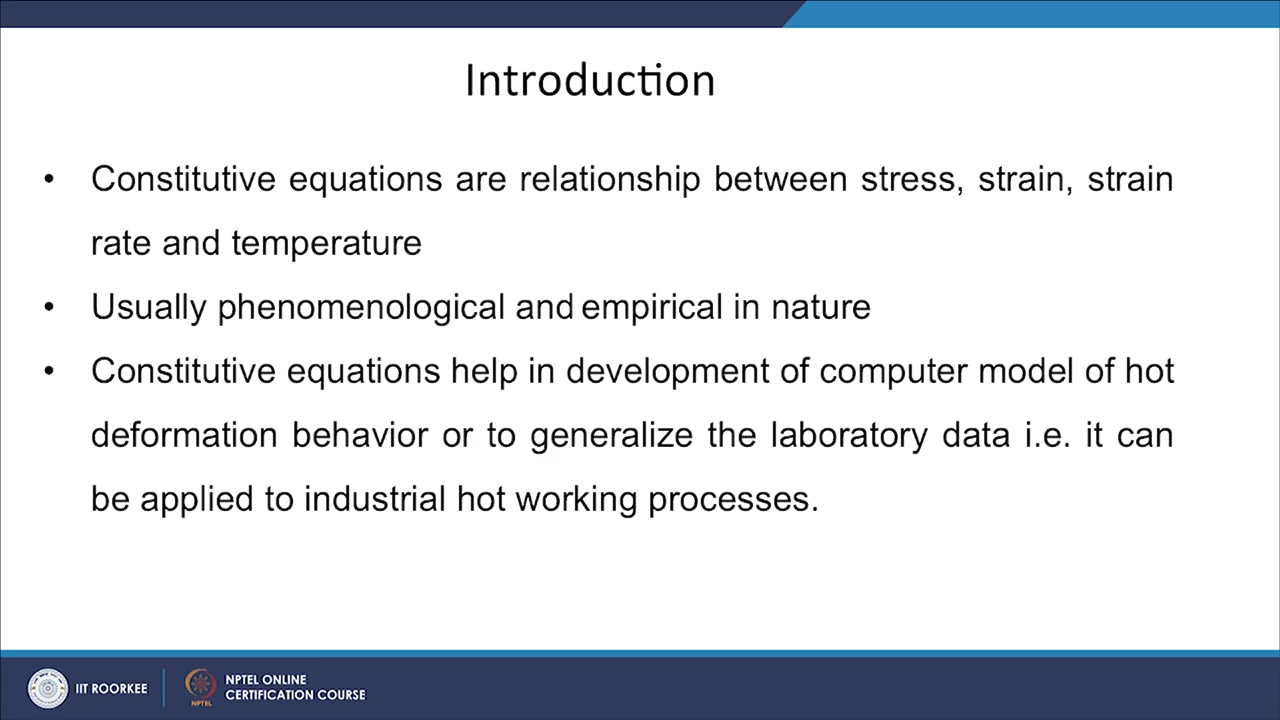 Introduction
• Constitutive equations are relationship between stress, strain, strain
rate and temperature
• Usually phenomenological and empirical in nature
• Constitutive equations help in development of computer model of hot
deformation behavior or to generalize the laboratory data i.e. it can
be applied to industrial hot working processes.
IIT ROORKEE
NPTEL
NPTEL ONLINE
CERTIFICATION COURSE